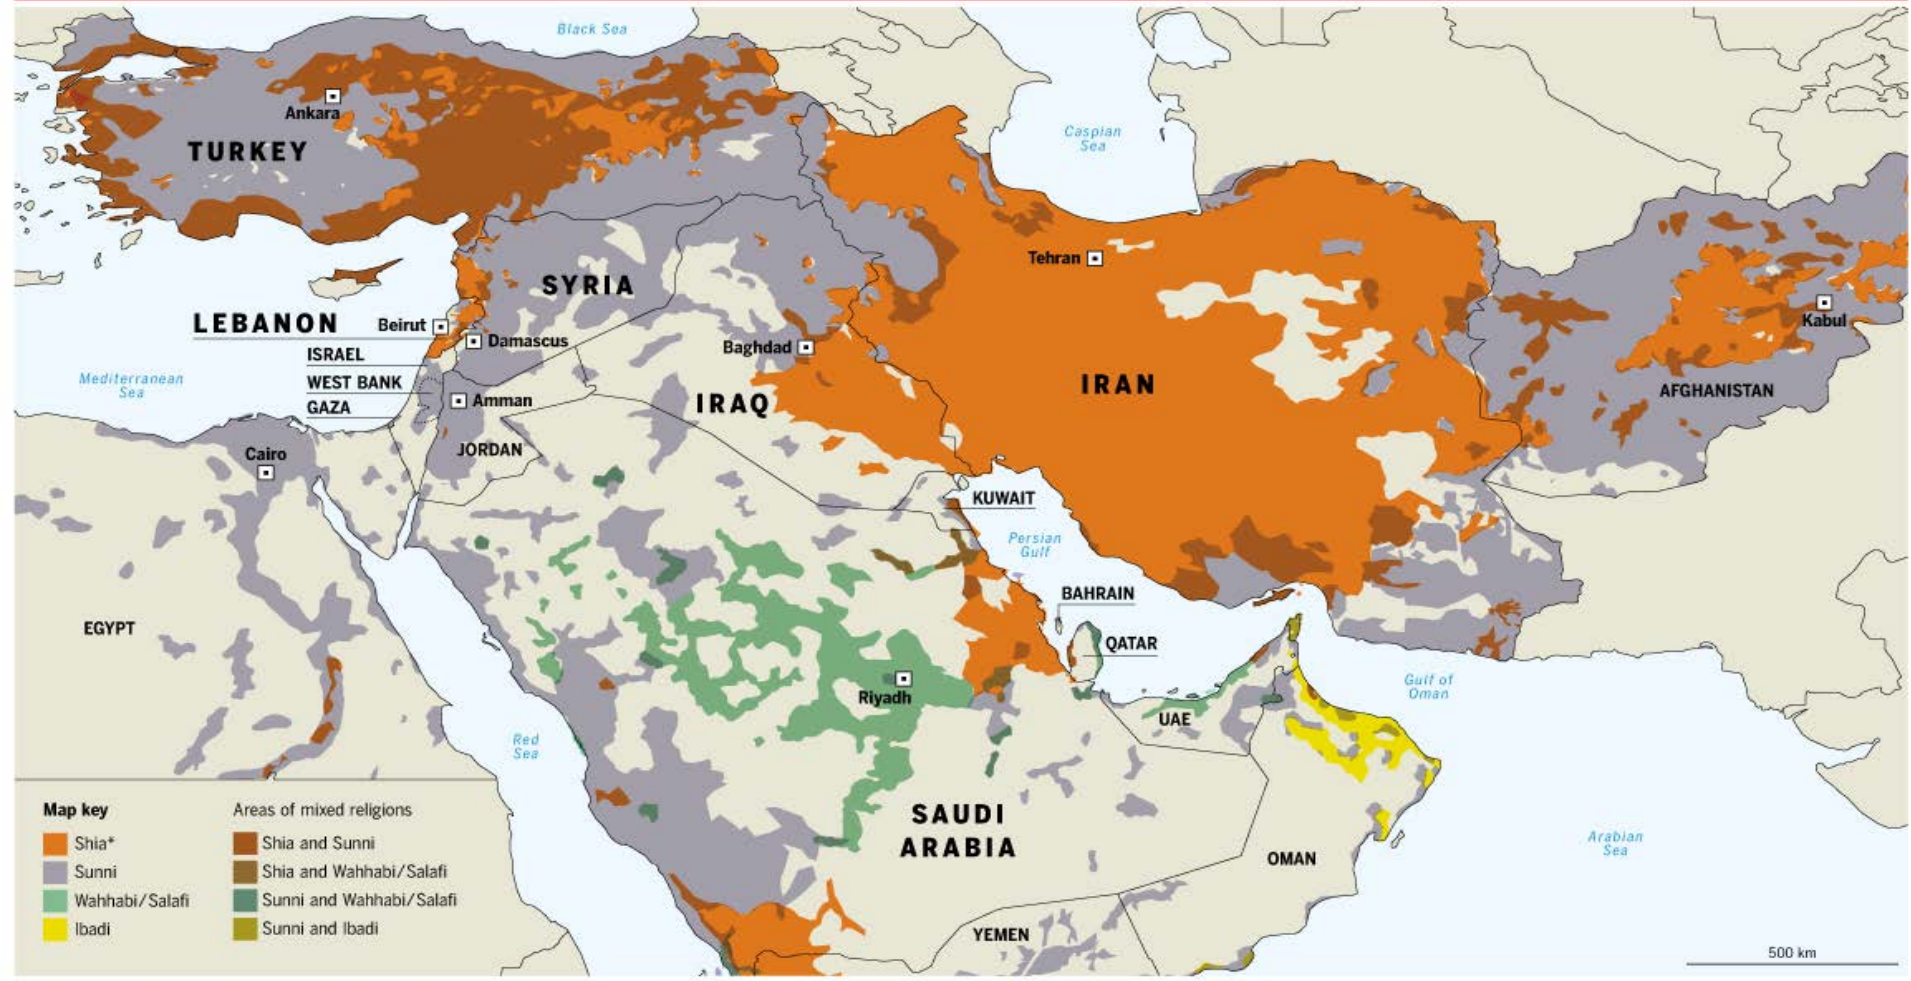 Black Sea
Ankara
TURKEY
Caspian
Sea
Tehran
Kabul
SYRIA
LEBANON
Beirut
Damascus
Baghdad
ISRAEL
WEST BANK
GAZA
Mediterranean
Sea
Amman
IRAQ
IRAN
AFGHANISTAN
Cairo
JORDAN
KUWAIT
Persian
Gulf
BAHRAIN
EGYPT
QATAR
Riyadh
Gulf of
Oman
UAE
Red
Sea
SAUDI
ARABIA
OMAN
Arabian
Sea
YEMEN
500 km
Map key
Shia*
Sunni
Wahhabi/Salafi
Ibadi
Areas of mixed religions
Shia and Sunni
Shia and Wahhabi/Salafi
Sunni and Wahhabi/Salafi
Sunni and Ibadi